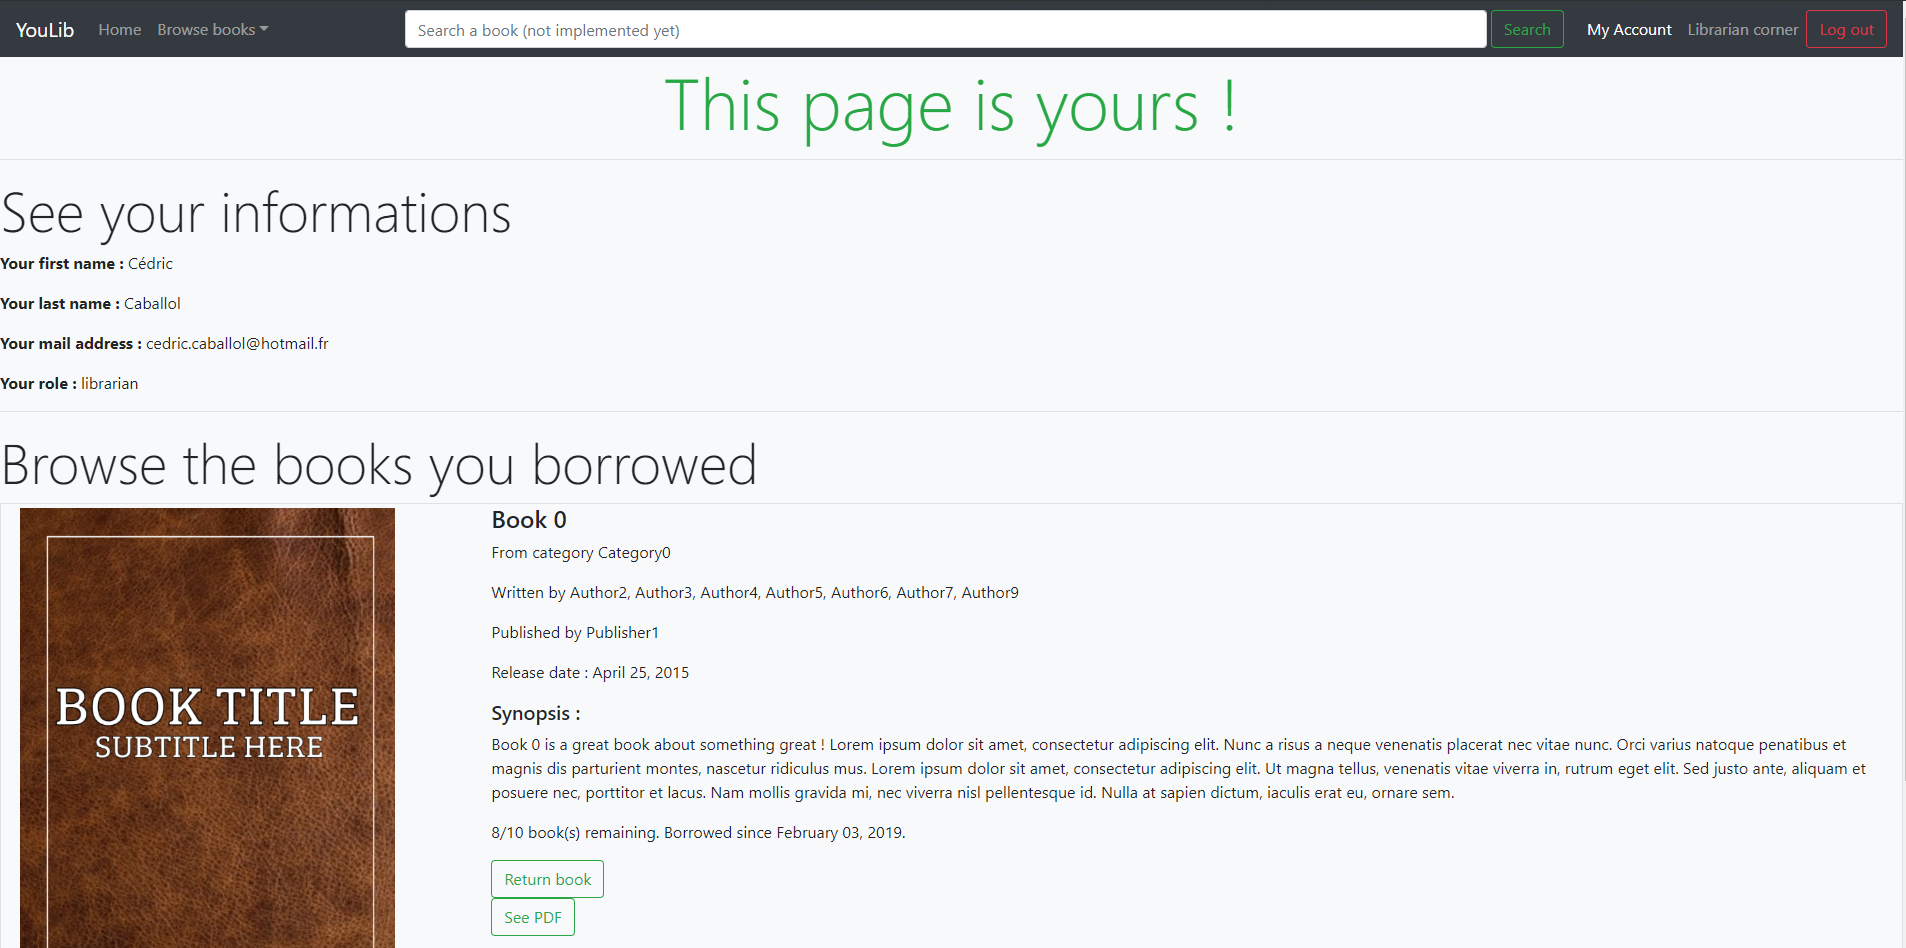 YouLib Home Browse books Search a book (not implemented yet) Search My Account Librarian corner Log out
This page is yours !
See your informations
Your first name : Cédric
Your last name : Caballol
Your mail address : cedric.caballol@hotmail.fr
Your role : librarian
Browse the books you borrowed
BOOK TITLE
SUBTITLE HERE
Book 0
From category Category0
Written by Author2, Author3, Author4, Author5, Author6, Author7, Author9
Published by Publisher1
Release date : April 25, 2015
Synopsis :
Book 0 is a great book about something great ! Lorem ipsum dolor sit amet, consectetur adipiscing elit. Nunc a risus a neque venenatis placerat nec vitae nunc. Orci varius natoque penatibus et
magnis dis parturient montes, nascetur ridiculus mus. Lorem ipsum dolor sit amet, consectetur adipiscing elit. Ut magna tellus, venenatis vitae viverra in, rutrum eget elit. Sed justo ante, aliquam et
posuere nec, porttitor et lacus. Nam mollis gravida mi, nec viverra nisl pellentesque id. Nulla at sapien dictum, iaculis erat eu, ornare sem.
8/10 book(s) remaining. Borrowed since February 03, 2019.
Return book
See PDF